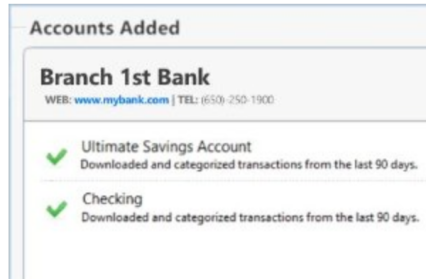 Accounts Added
Branch 1st Bank
WEB: www.mybank.com | TEL: (650)-250-1900
Ultimate Savings Account
Downloaded and categorized transactions from the last 90 days.
Checking
Downloaded and categorized transactions from the last 90 days.